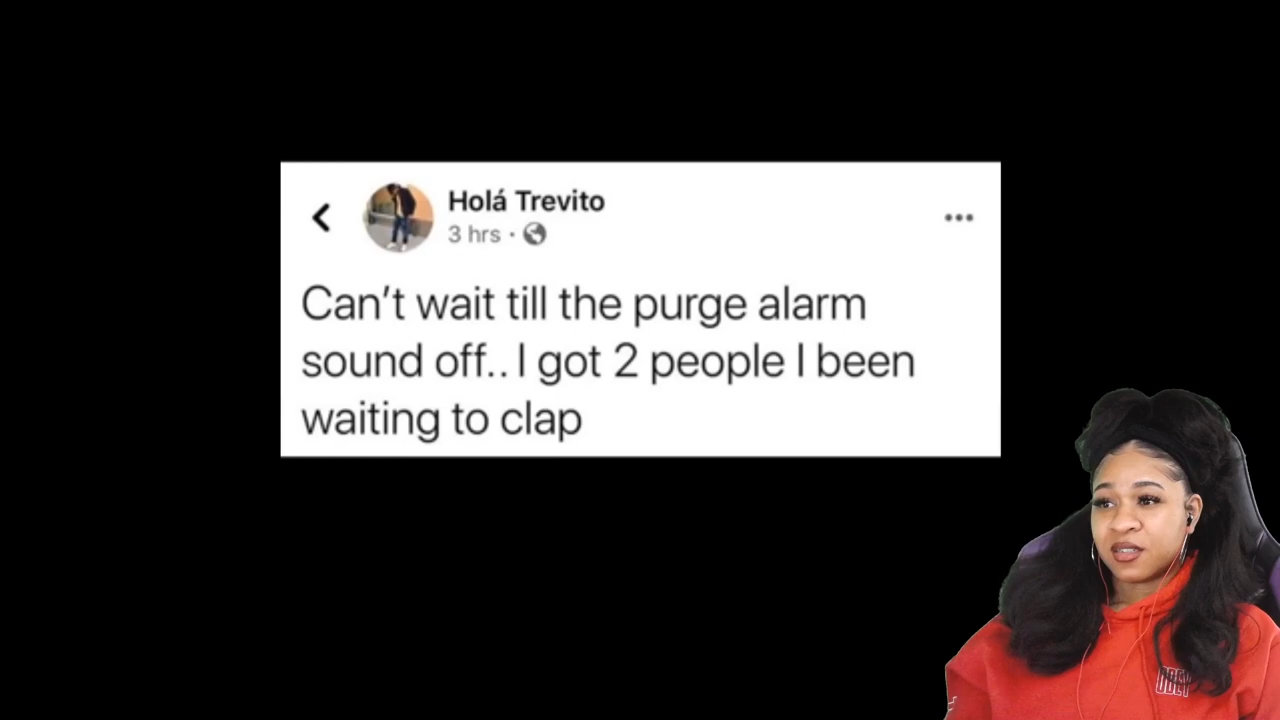 Holá Trevito
3 hrs ·
Can't wait till the purge alarm
sound off.. I got 2 people I been
waiting to clap
OBEY